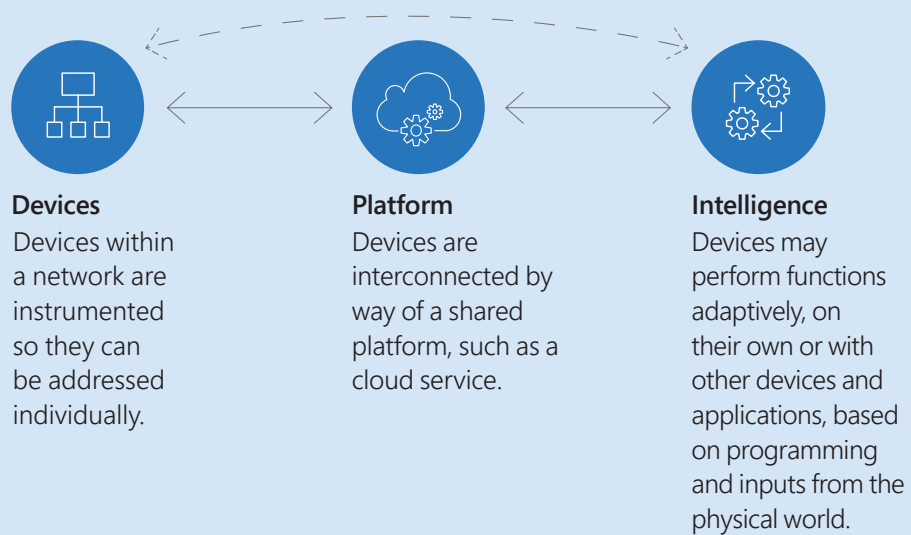 Devices
Devices within
a network are
instrumented
so they can
be addressed
individually.
Platform
Devices are
interconnected by
way of a shared
platform, such as a
cloud service.
Intelligence
Devices may
perform functions
adaptively, on
their own or with
other devices and
applications, based
on programming
and inputs from the
physical world.